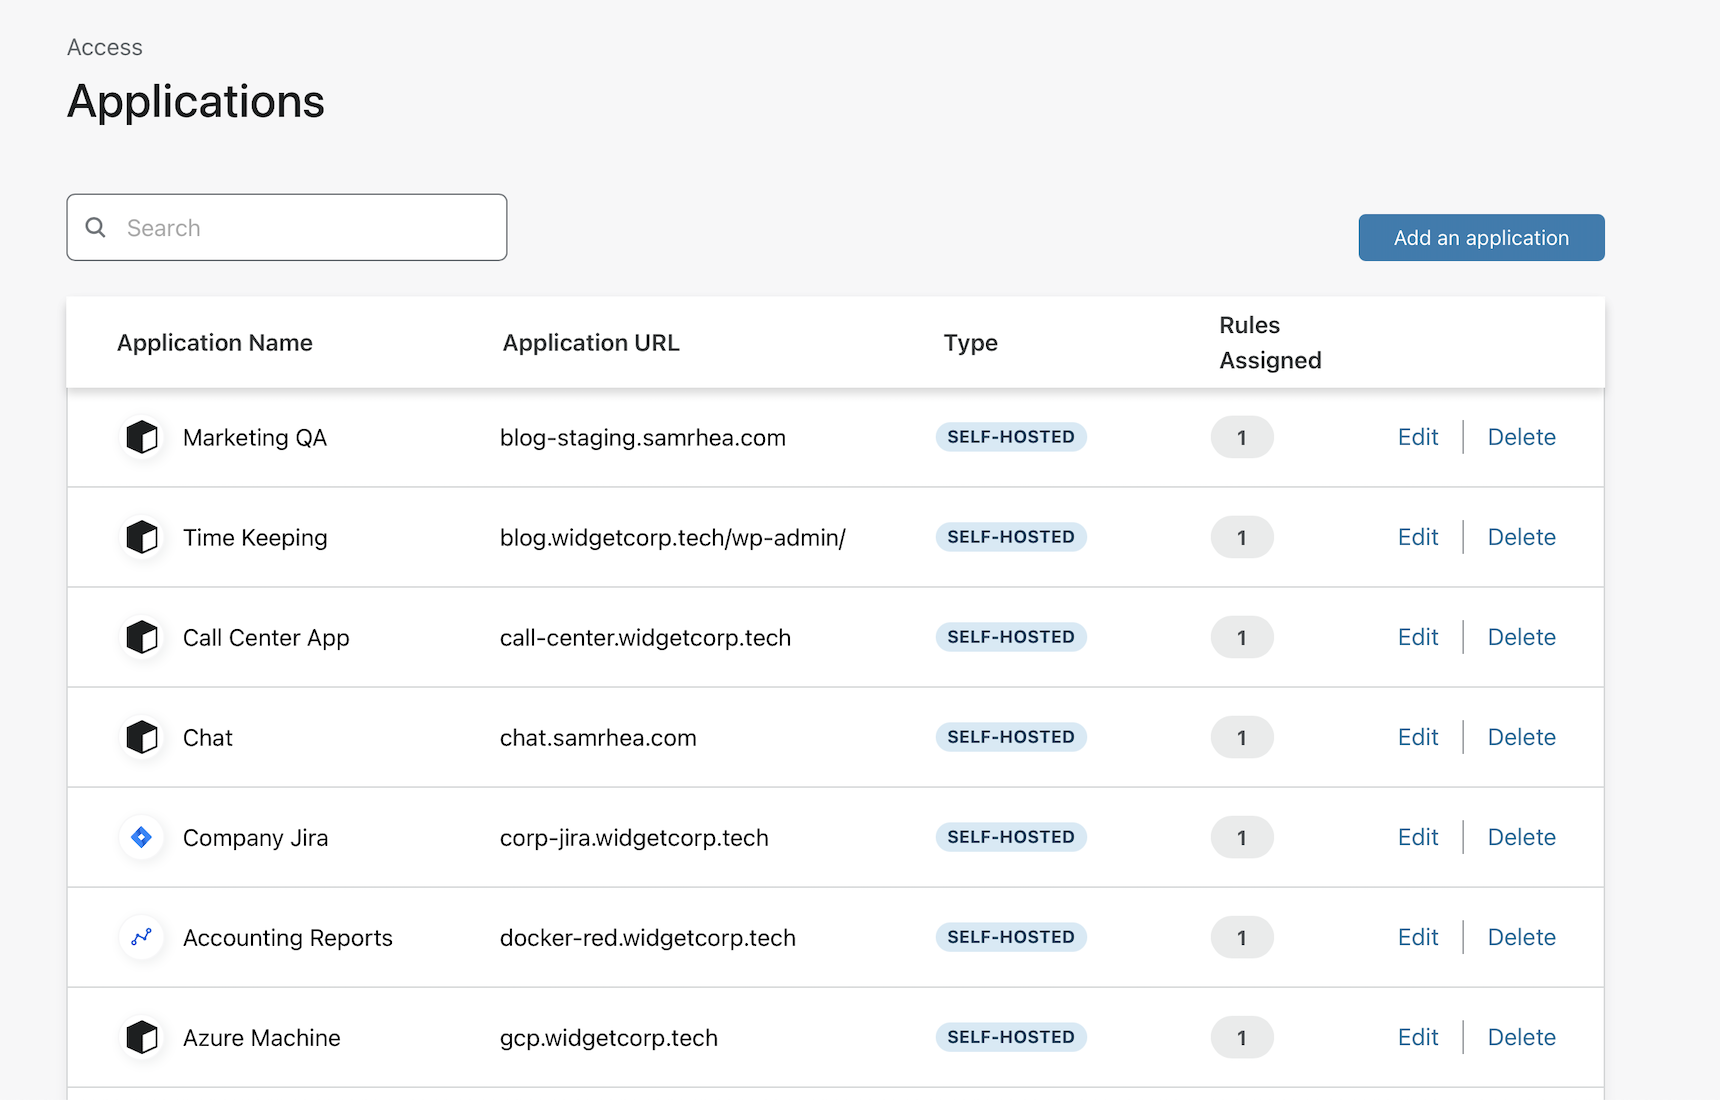 Access
Applications
Search
Add an application
Application Name Application URL Type Rules Assigned
Marketing QA blog-staging.samrhea.com SELF-HOSTED 1 Edit Delete
Time Keeping blog.widgetcorp.tech/wp-admin/ SELF-HOSTED 1 Edit Delete
Call Center App call-center.widgetcorp.tech SELF-HOSTED 1 Edit Delete
Chat chat.samrhea.com SELF-HOSTED 1 Edit Delete
Company Jira corp-jira.widgetcorp.tech SELF-HOSTED 1 Edit Delete
Accounting Reports docker-red.widgetcorp.tech SELF-HOSTED 1 Edit Delete
Azure Machine gcp.widgetcorp.tech SELF-HOSTED 1 Edit Delete